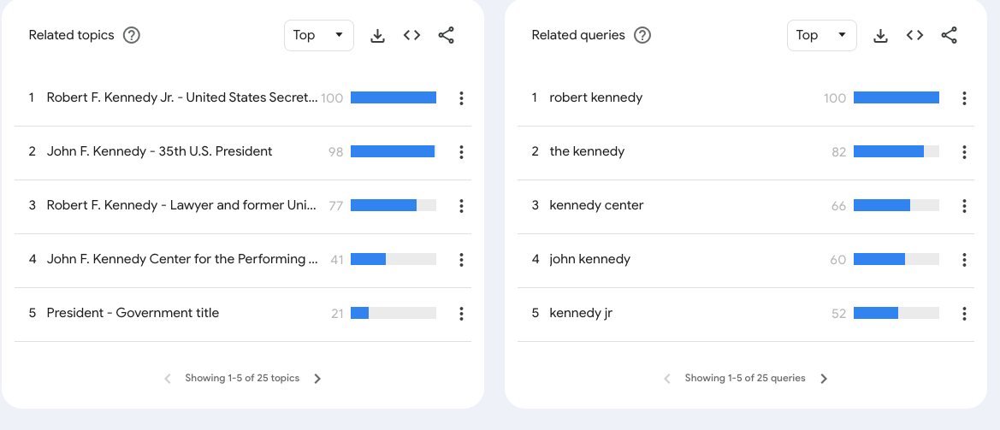 Related topics ?
Top
1 Robert F. Kennedy Jr. - United States Secret... 100
2 John F. Kennedy - 35th U.S. President 98
3 Robert F. Kennedy - Lawyer and former Uni... 77
4 John F. Kennedy Center for the Performing ... 41
5 President - Government title 21
Showing 1-5 of 25 topics
Related queries ?
Top
1 robert kennedy 100
2 the kennedy 82
3 kennedy center 66
4 john kennedy 60
5 kennedy jr 52
Showing 1-5 of 25 queries